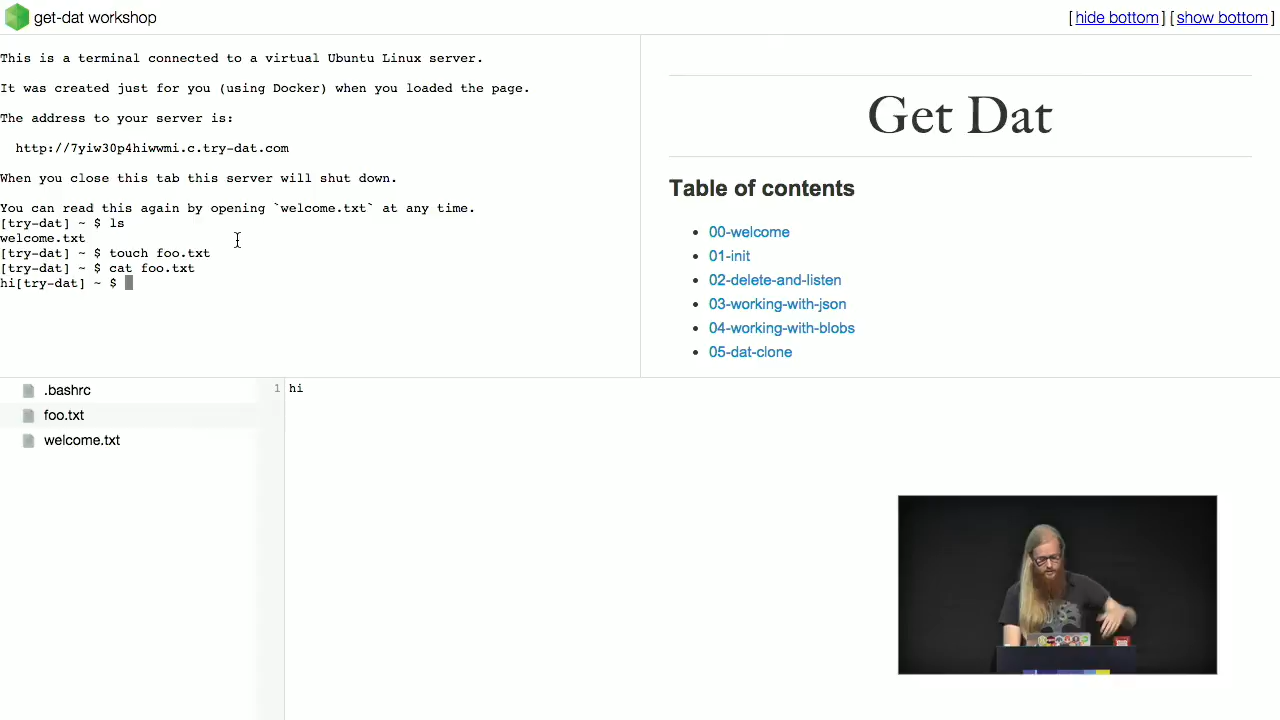 get-dat workshop
[hide bottom] [show bottom]
This is a terminal connected to a virtual Ubuntu Linux server.
It was created just for you (using Docker) when you loaded the page.
The address to your server is:
http://7yiw30p4hiwwmi.c.try-dat.com
When you close this tab this server will shut down.
You can read this again by opening `welcome.txt` at any time.
[try-dat] ~ $ ls
welcome.txt
[try-dat] ~ $ touch foo.txt
[try-dat] ~ $ cat foo.txt
hi[try-dat] ~ $
Get Dat
Table of contents
00-welcome
01-init
02-delete-and-listen
03-working-with-json
04-working-with-blobs
05-dat-clone
.bashrc
foo.txt
welcome.txt
1 hi